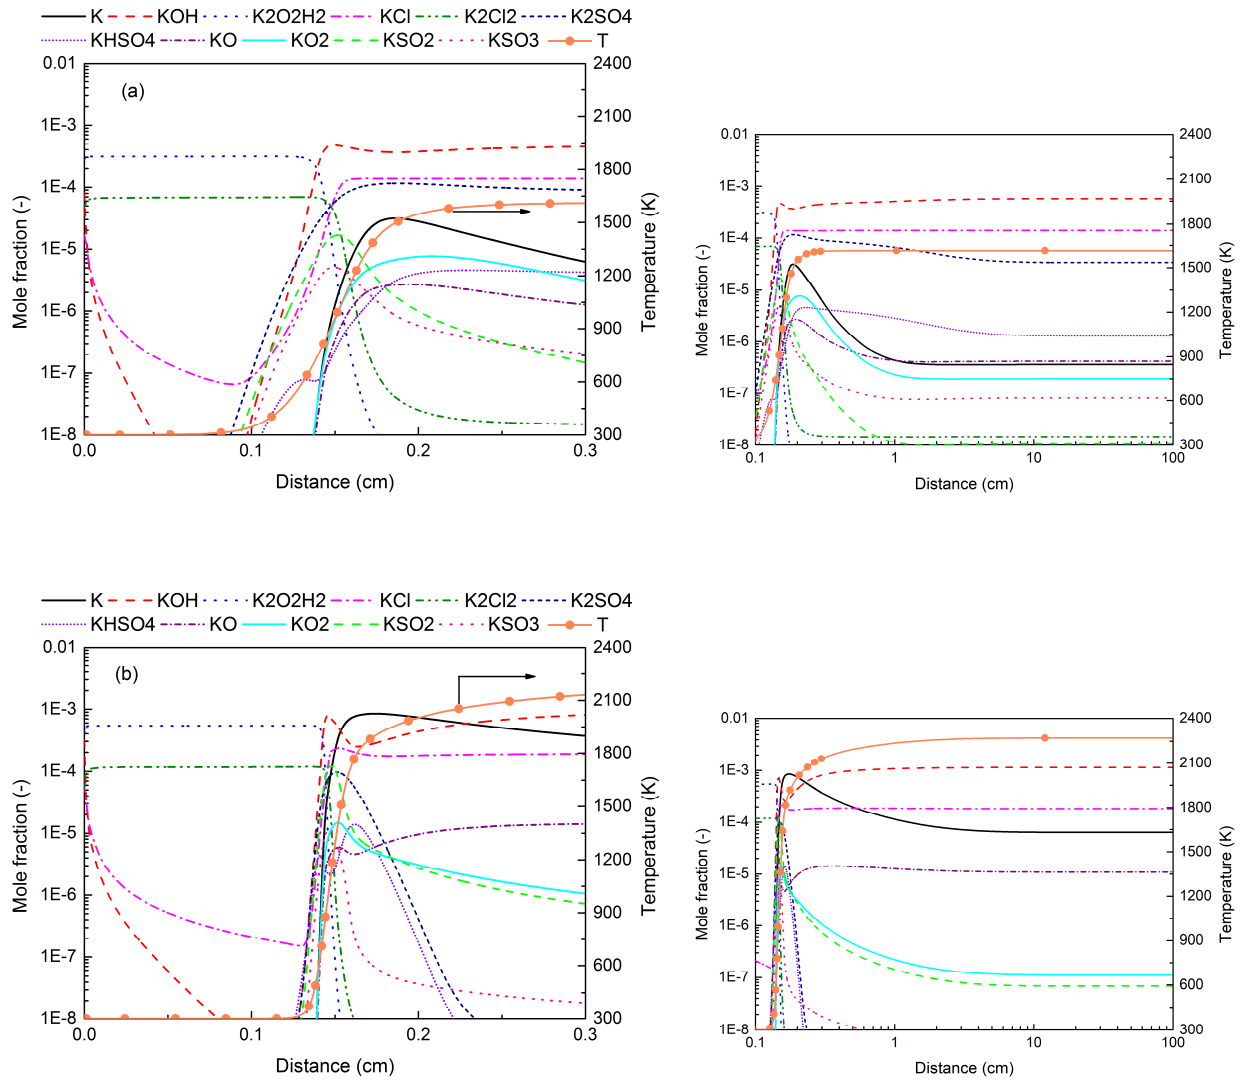 K KOH K2O2H2 KCl K2Cl2 K2SO4
KHSO4 KO KO2 KSO2 KSO3 T
(a)
0.01
1E-3
1E-4
1E-5
1E-6
1E-7
1E-8
Mole fraction (-)
2400
2100
1800
1500
1200
900
600
300
Temperature (K)
0.0 0.1 0.2 0.3
Distance (cm)
0.01
1E-3
1E-4
1E-5
1E-6
1E-7
1E-8
Mole fraction (-)
2400
2100
1800
1500
1200
900
600
300
Temperature (K)
0.1 1 10 100
Distance (cm)
K KOH K2O2H2 KCl K2Cl2 K2SO4
KHSO4 KO KO2 KSO2 KSO3 T
(b)
0.01
1E-3
1E-4
1E-5
1E-6
1E-7
1E-8
Mole fraction (-)
2400
2100
1800
1500
1200
900
600
300
Temperature (K)
0.0 0.1 0.2 0.3
Distance (cm)
0.01
1E-3
1E-4
1E-5
1E-6
1E-7
1E-8
Mole fraction (-)
2400
2100
1800
1500
1200
900
600
300
Temperature (K)
0.1 1 10 100
Distance (cm)